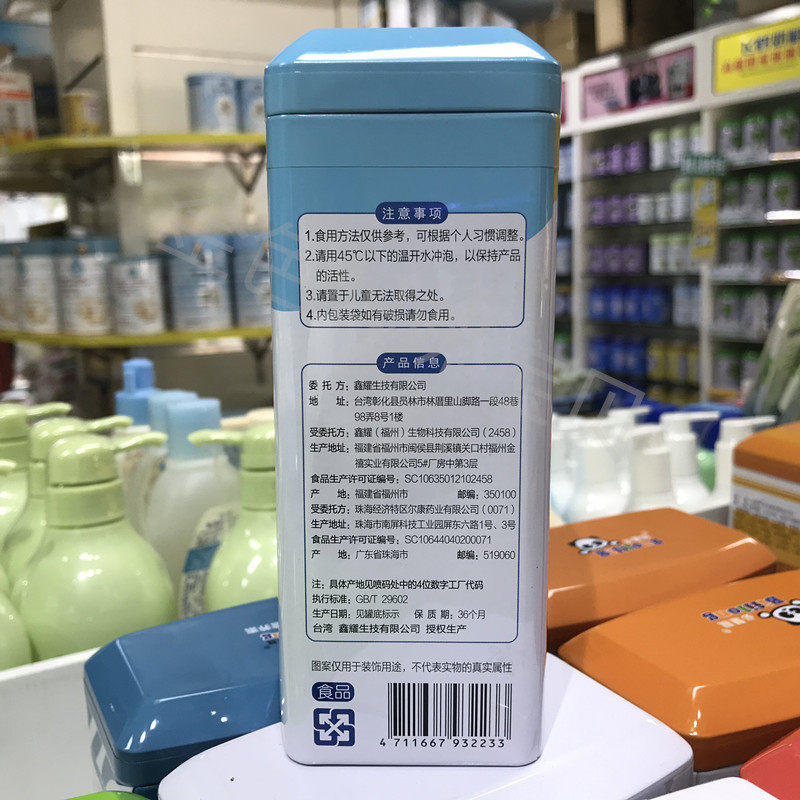 注意事项
1.食用方法仅供参考，可根据个人习惯调整。
2.请用45℃以下的温开水冲泡，以保持产品
的活性。
3.请置于儿童无法取得之处。
4.内包装袋如有破损请勿食用。
产品信息
委托方：鑫耀生技有限公司
地 址：台湾彰化县员林市林厝里山脚路一段48巷
98弄8号1楼
受委托方：鑫耀（福州）生物科技有限公司（2458）
生产地址：福建省福州市闽侯县荆溪镇关口村福州金
禧实业有限公司5#厂房中第3层
食品生产许可证编号：SC10635012102458
产 地：福建省福州市 邮编：350100
受委托方：珠海经济特区尔康药业有限公司（0071）
生产地址：珠海市南屏科技工业园屏东六路1号、3号
食品生产许可证编号：SC10644040200071
产 地：广东省珠海市 邮编：519060
注：具体产地见喷码处中的4位数字工厂代码
执行标准：GB/T 29602
生产日期：见罐底标示 保质期：36个月
台湾 鑫耀生技有限公司 授权生产
图案仅用于装饰用途，不代表实物的真实属性
食品
4 711667 932233